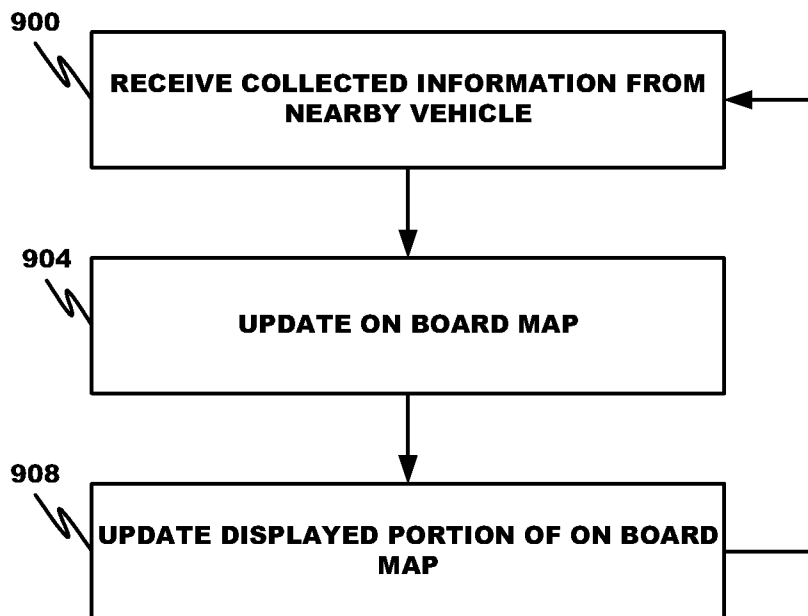 900
RECEIVE COLLECTED INFORMATION FROM
NEARBY VEHICLE
904
UPDATE ON BOARD MAP
908
UPDATE DISPLAYED PORTION OF ON BOARD
MAP